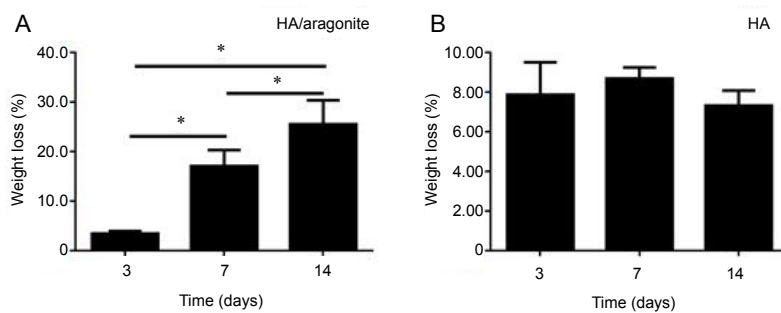 A
HA/aragonite
40.0
30.0
20.0
10.0
0
Weight loss (%)
*
*
*
3 7 14
Time (days)
B
HA
10.00
8.00
6.00
4.00
2.00
0.00
Weight loss (%)
3 7 14
Time (days)